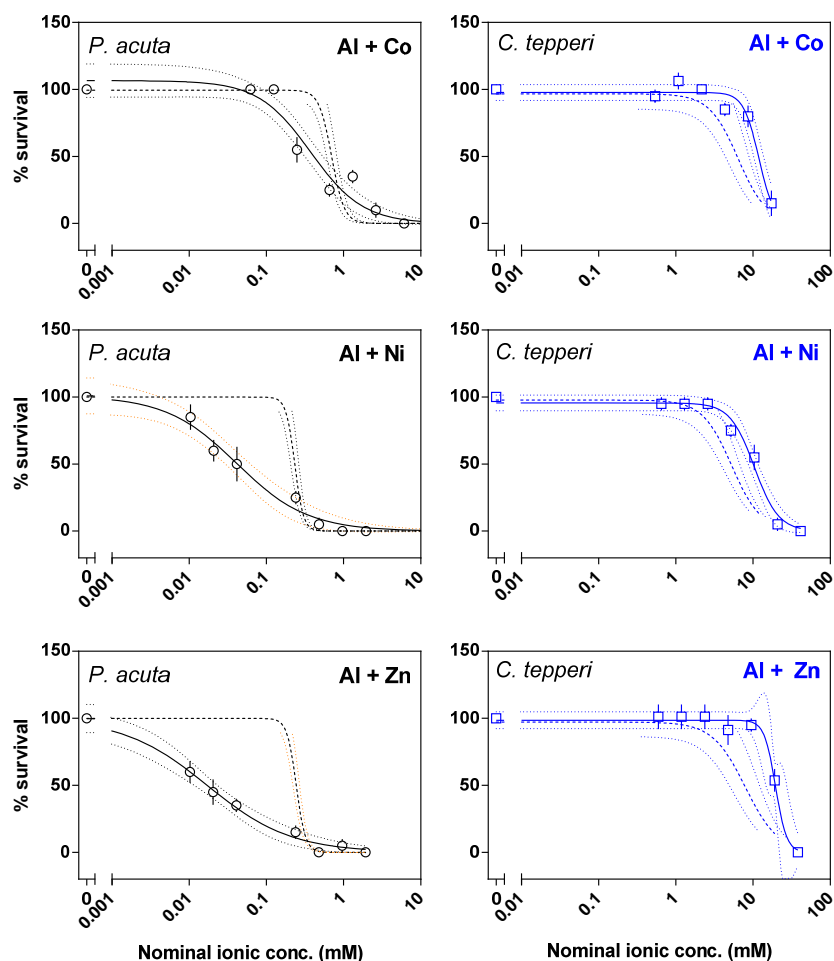 P. acuta Al + Co
C. tepperi Al + Co
150
100
50
0
% survival
0 0.001 0.01 0.1 1 10
0 0.01 0.1 1 10 100
P. acuta Al + Ni
C. tepperi Al + Ni
150
100
50
0
% survival
0 0.001 0.01 0.1 1 10
0 0.01 0.1 1 10 100
P. acuta Al + Zn
C. tepperi Al + Zn
150
100
50
0
% survival
0 0.001 0.01 0.1 1 10
0 0.01 0.1 1 10 100
Nominal ionic conc. (mM)
Nominal ionic conc. (mM)
150
100
50
0
% survival
150
100
50
0
% survival
150
100
50
0
% survival